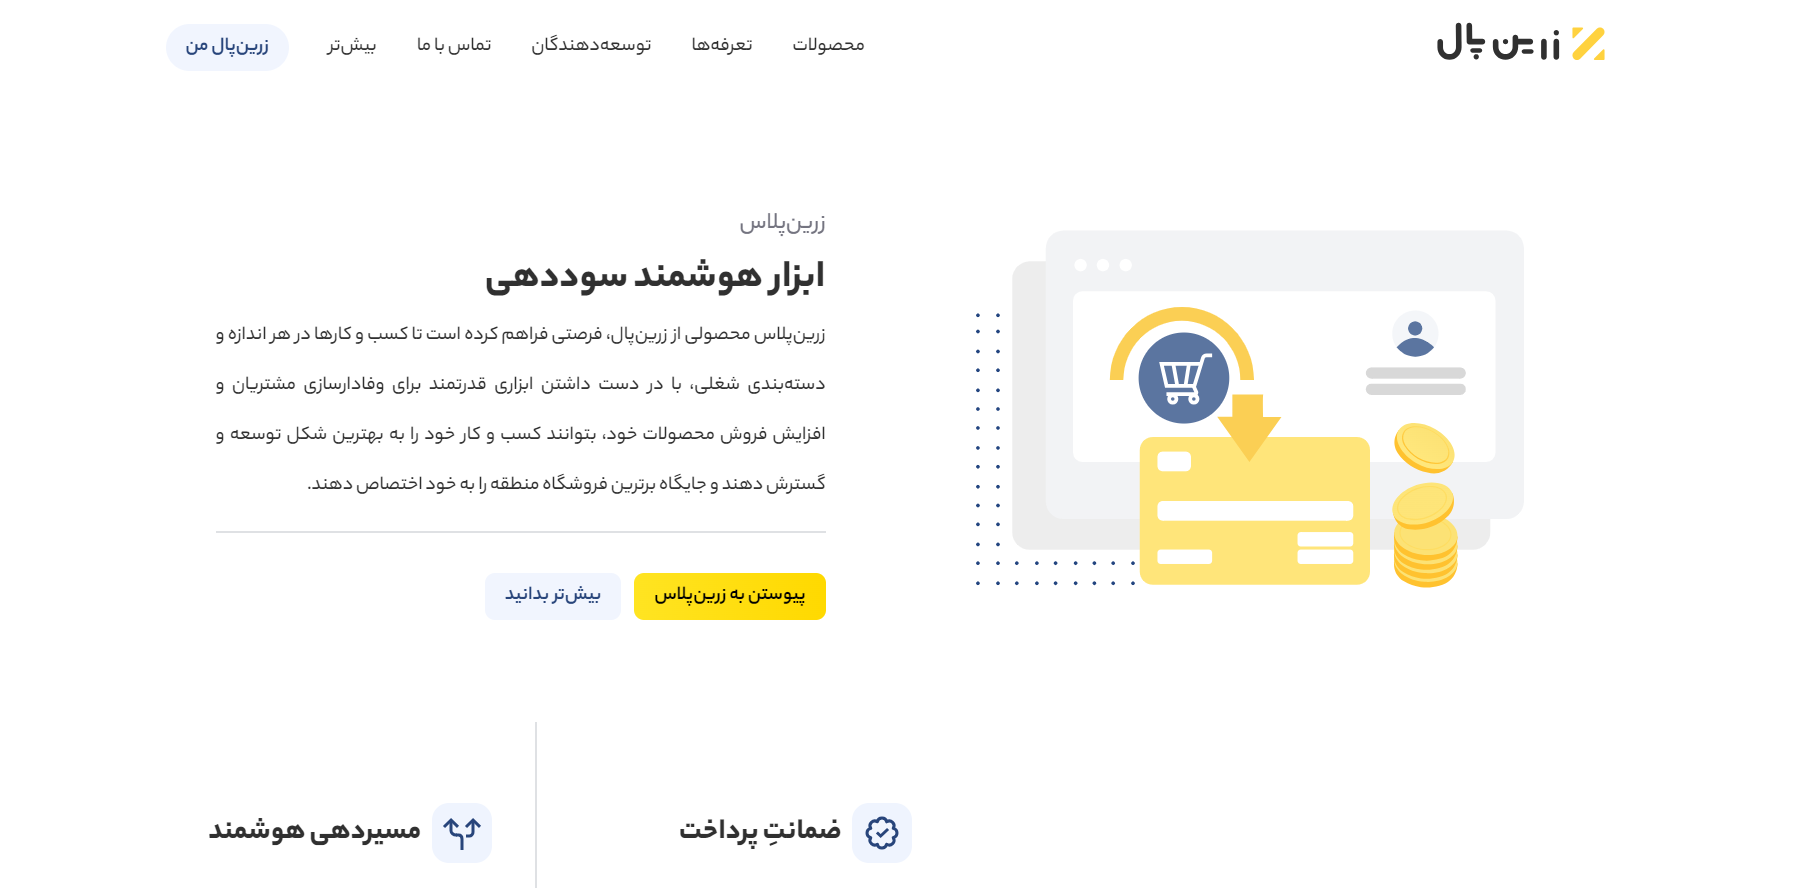 زرین پال
محصولات
تعرفه‌ها
توسعه‌دهندگان
تماس با ما
بیش‌تر
زرین‌پال من
زرین‌پلاس
ابزار هوشمند سوددهی
زرین‌پلاس محصولی از زرین‌پال، فرصتی فراهم کرده است تا کسب و کارها در هر اندازه و
دسته‌بندی شغلی، با در دست داشتن ابزاری قدرتمند برای وفادارسازی مشتریان و
افزایش فروش محصولات خود، بتوانند کسب و کار خود را به بهترین شکل توسعه و
گسترش دهند و جایگاه برترین فروشگاه منطقه را به خود اختصاص دهند.
پیوستن به زرین‌پلاس
بیش‌تر بدانید
ضمانتِ پرداخت
مسیردهی هوشمند